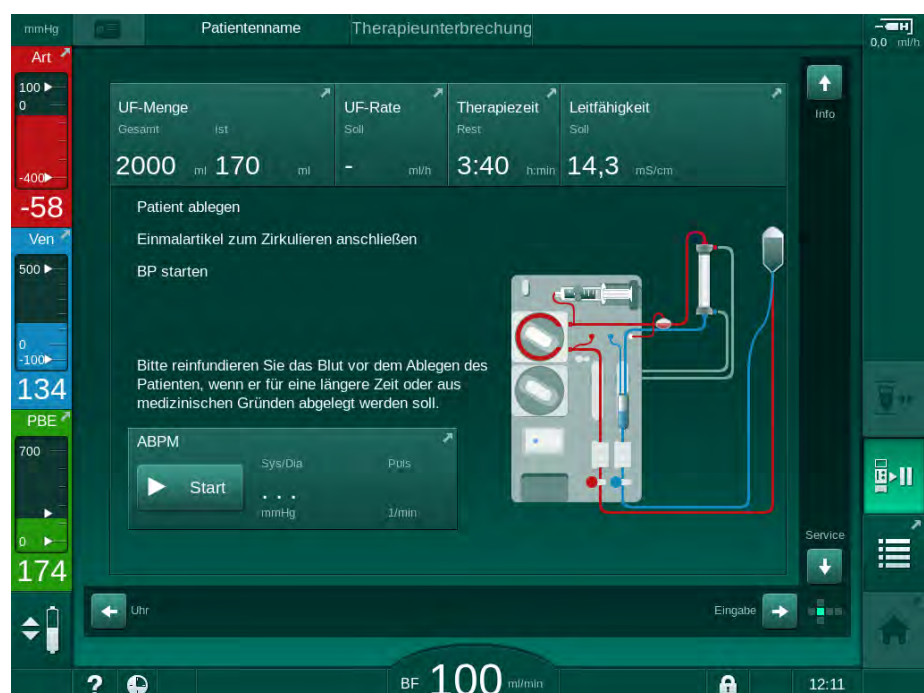 mmHg
Patientenname
Therapieunterbrechung
0,0 ml/h
Art
100
0
-400
-58
Ven
500
0
-100
134
PBE
700
0
174
UF-Menge
Gesamt Ist
2000 ml 170 ml
UF-Rate
Soll
- ml/h
Therapiezeit
Rest
3:40 h:min
Leitfähigkeit
Soll
14,3 mS/cm
Info
Patient ablegen
Einmalartikel zum Zirkulieren anschließen
BP starten
Bitte reinfundieren Sie das Blut vor dem Ablegen des
Patienten, wenn er für eine längere Zeit oder aus
medizinischen Gründen abgelegt werden soll.
ABPM
Sys/Dia Puls
Start
. . .
mmHg 1/min
Service
Uhr
Eingabe
?
BF 100 ml/min
12:11